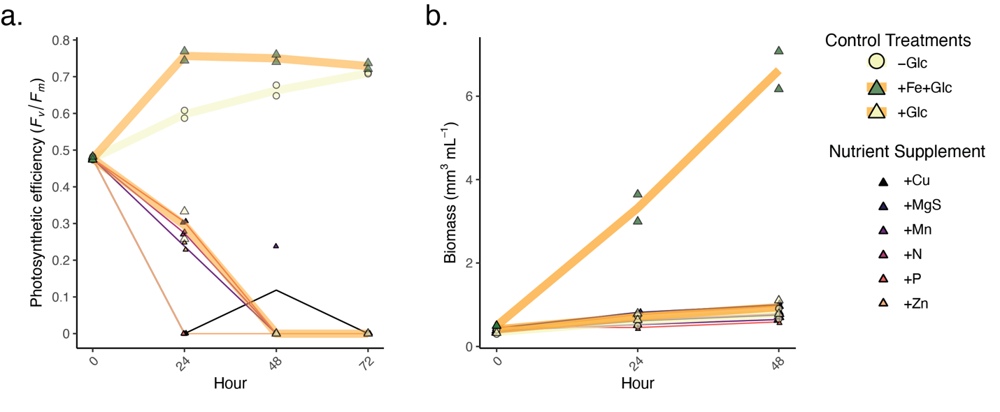 a.
Photosynthetic efficiency (Fv/Fm)
0.8
0.7
0.6
0.5
0.4
0.3
0.2
0.1
0
0
24
48
72
Hour
b.
Biomass (mm³ mL⁻¹)
6
4
2
0
0
24
48
Hour
Control Treatments
−Glc
+Fe+Glc
+Glc
Nutrient Supplement
+Cu
+MgS
+Mn
+N
+P
+Zn